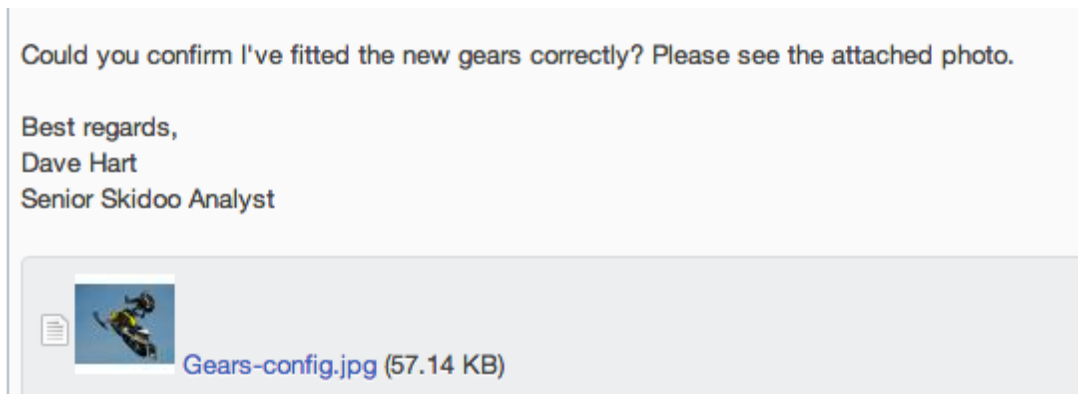 Could you confirm I've fitted the new gears correctly? Please see the attached photo.
Best regards,
Dave Hart
Senior Skidoo Analyst
Gears-config.jpg (57.14 KB)